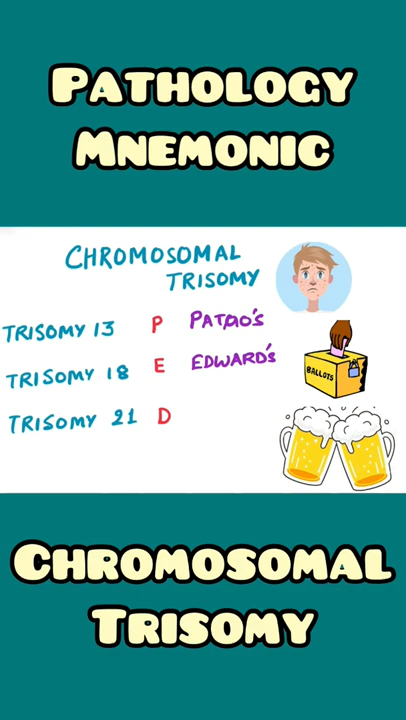 PATHOLOGY
MNEMONIC
CHROMOSOMAL
TRISOMY
TRISOMY 13 P PATAO'S
TRISOMY 18 E EDWARD'S
BALLOTS
TRISOMY 21 D
CHROMOSOMAL
TRISOMY